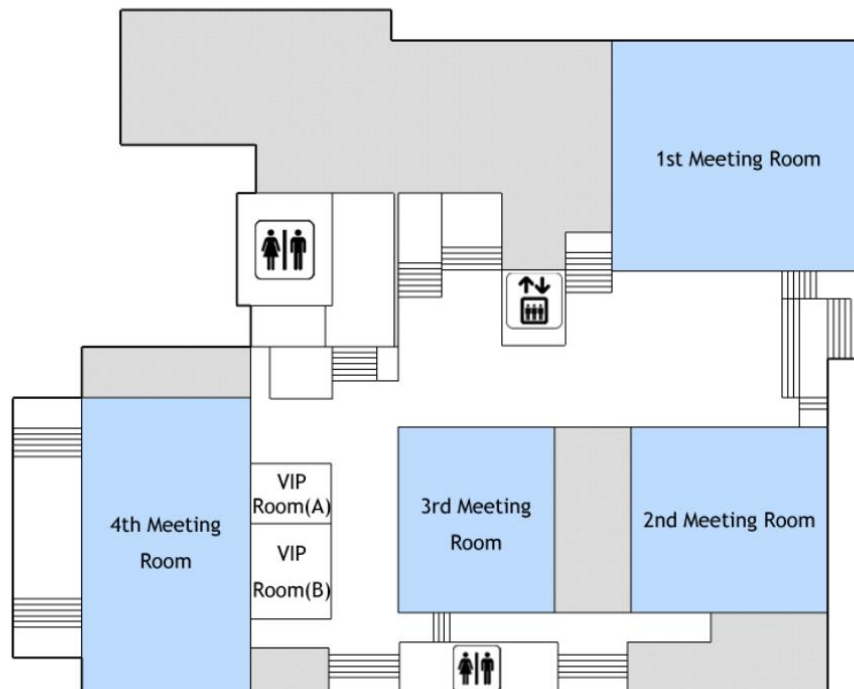 1st Meeting Room
VIP
Room(A)
3rd Meeting
Room
2nd Meeting Room
4th Meeting
Room
VIP
Room(B)